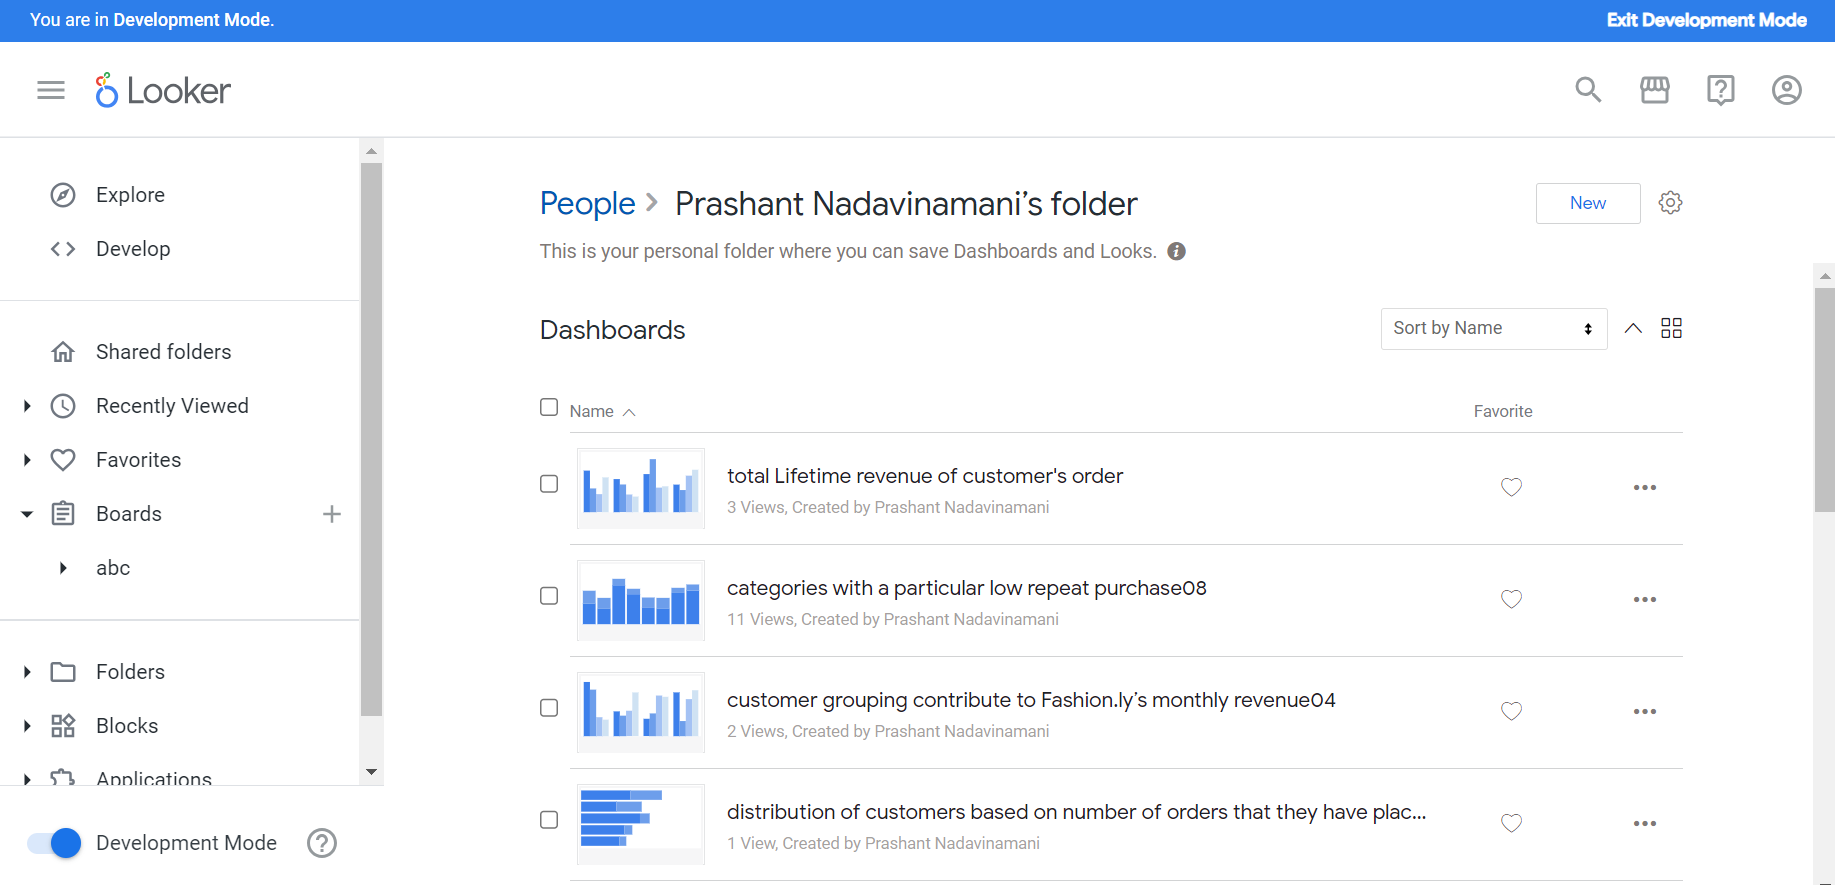 You are in Development Mode.
Exit Development Mode
Looker
Explore
Develop
Shared folders
Recently Viewed
Favorites
Boards
abc
Folders
Blocks
Applications
Development Mode
People
Prashant Nadavinamani’s folder
New
This is your personal folder where you can save Dashboards and Looks.
Dashboards
Sort by Name
Name
Favorite
total Lifetime revenue of customer's order
3 Views, Created by Prashant Nadavinamani
categories with a particular low repeat purchase08
11 Views, Created by Prashant Nadavinamani
customer grouping contribute to Fashion.ly’s monthly revenue04
2 Views, Created by Prashant Nadavinamani
distribution of customers based on number of orders that they have plac...
1 View, Created by Prashant Nadavinamani